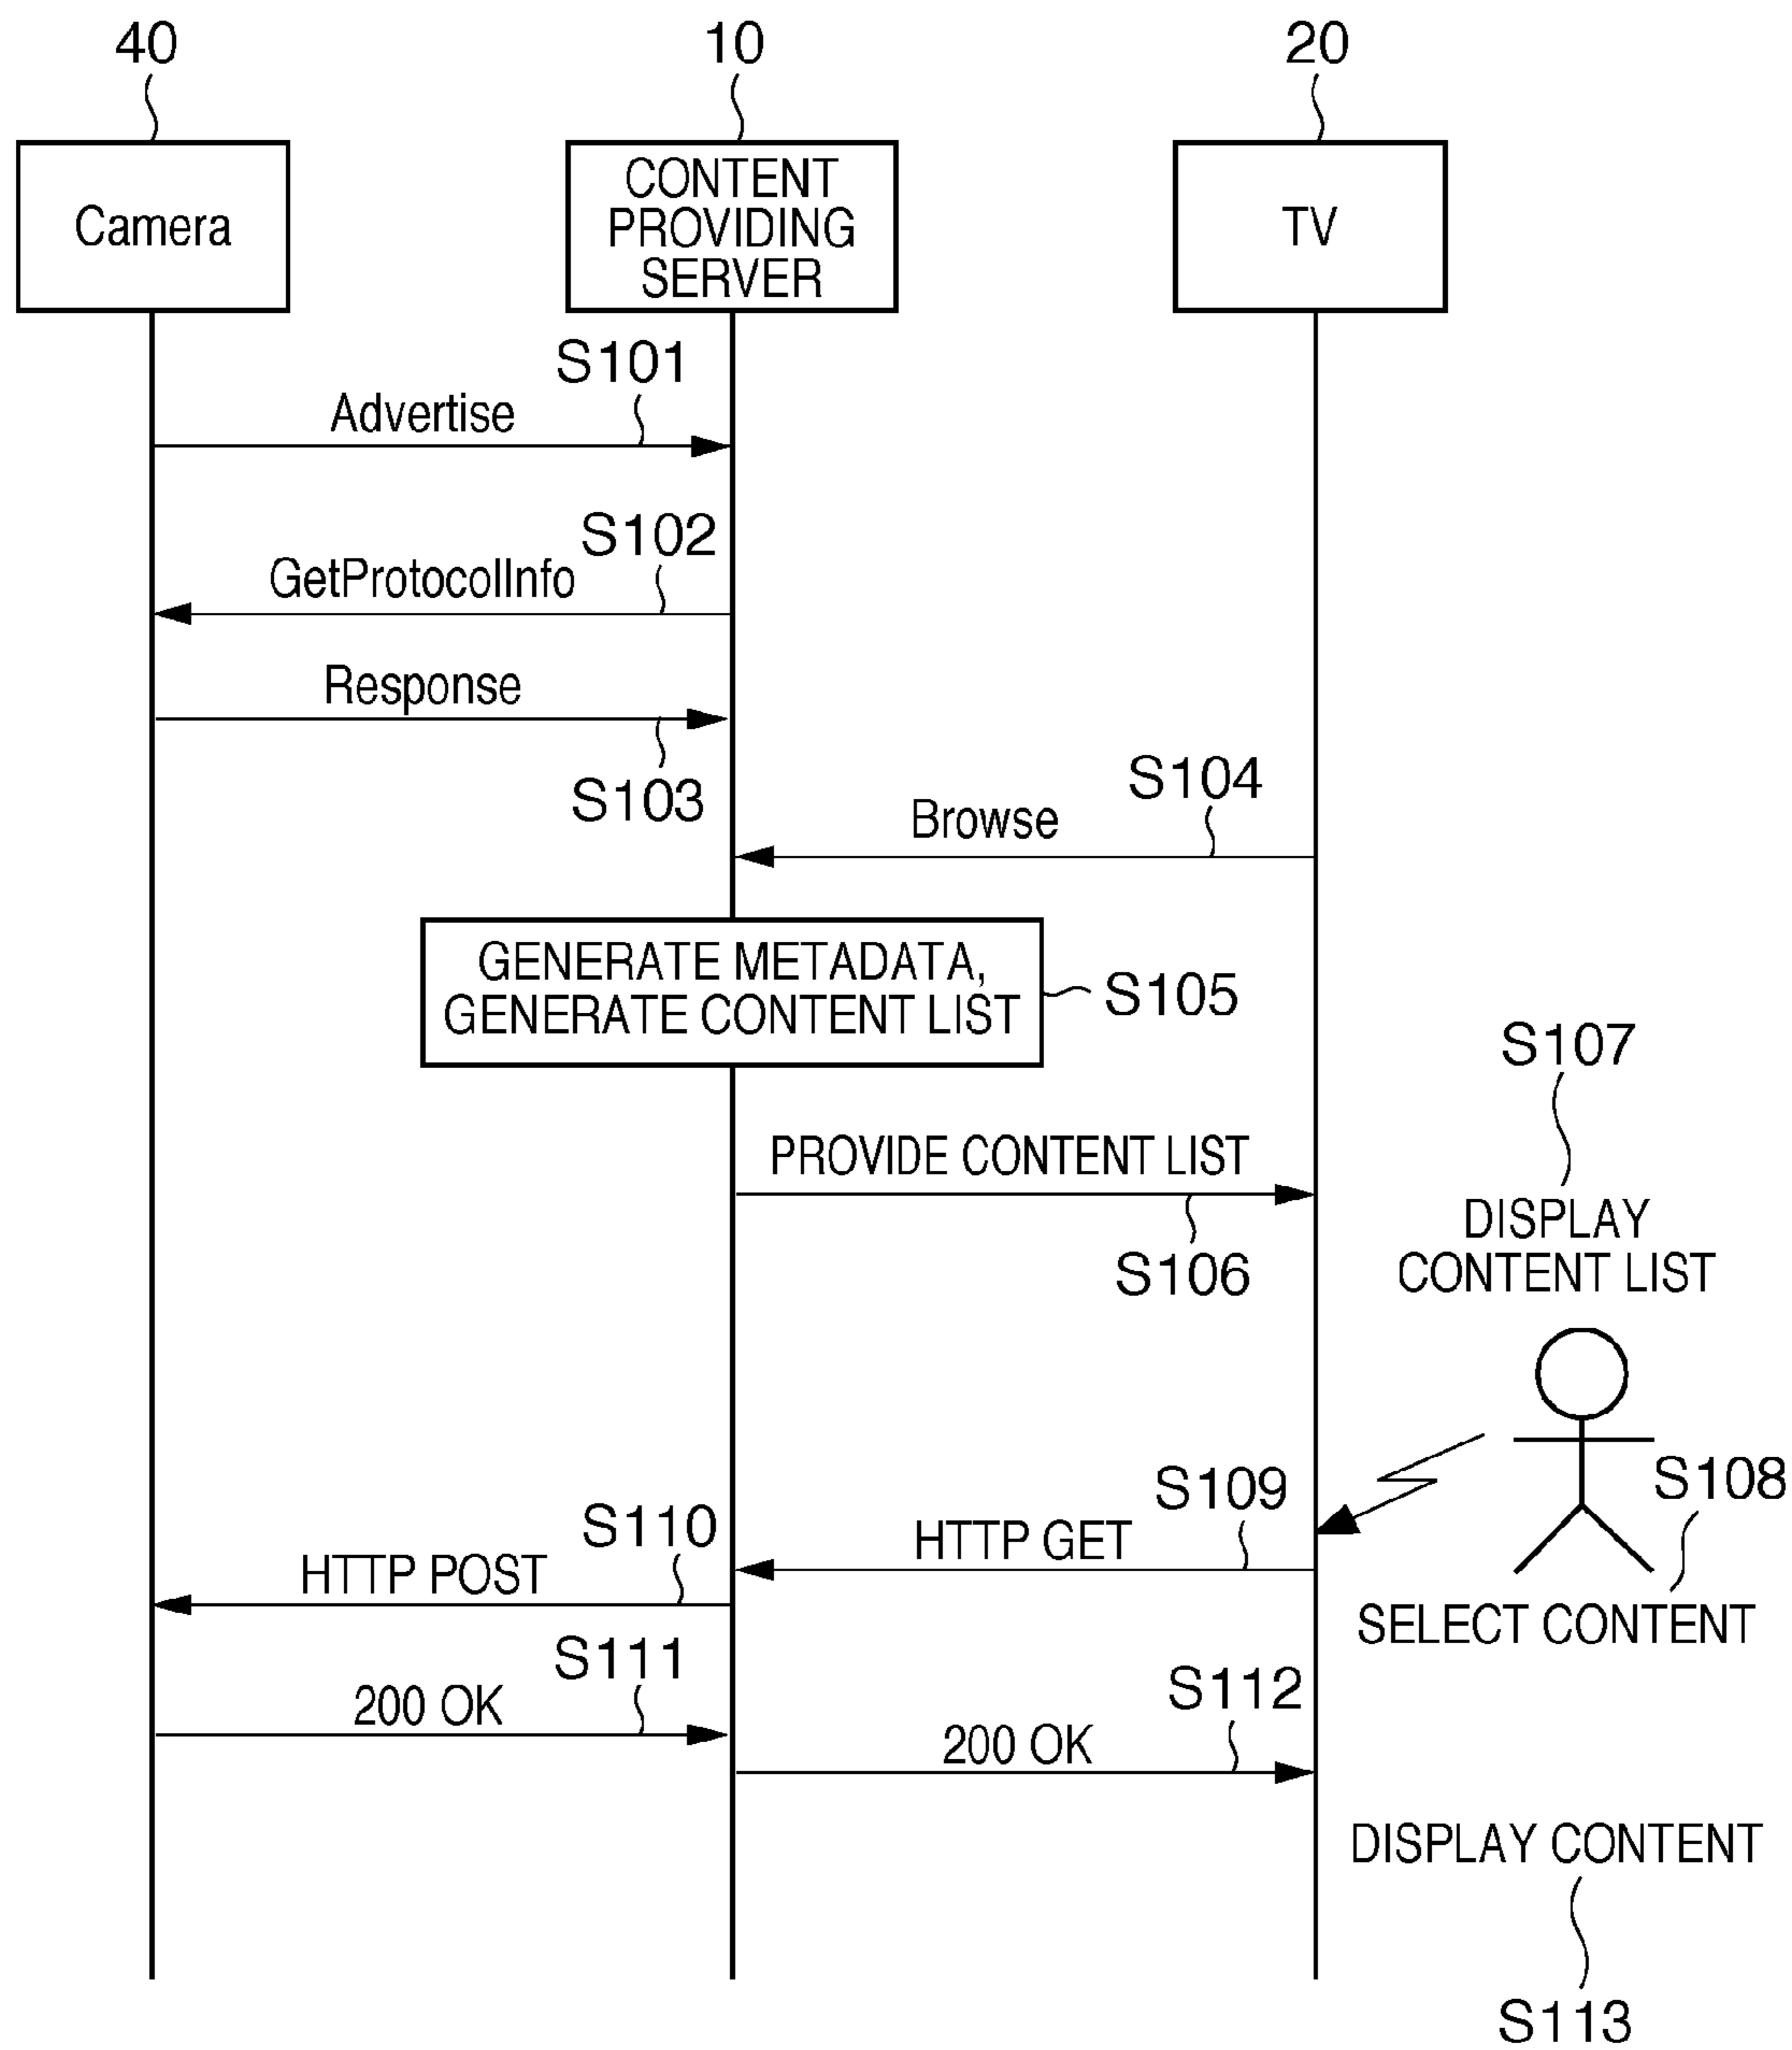 40
10
20
Camera
CONTENT
PROVIDING
SERVER
TV
S101
Advertise
S102
GetProtocolInfo
Response
S103
S104
Browse
GENERATE METADATA,
GENERATE CONTENT LIST
S105
S107
PROVIDE CONTENT LIST
S106
DISPLAY
CONTENT LIST
S108
S109
HTTP GET
S110
HTTP POST
SELECT CONTENT
S111
200 OK
S112
200 OK
DISPLAY CONTENT
S113